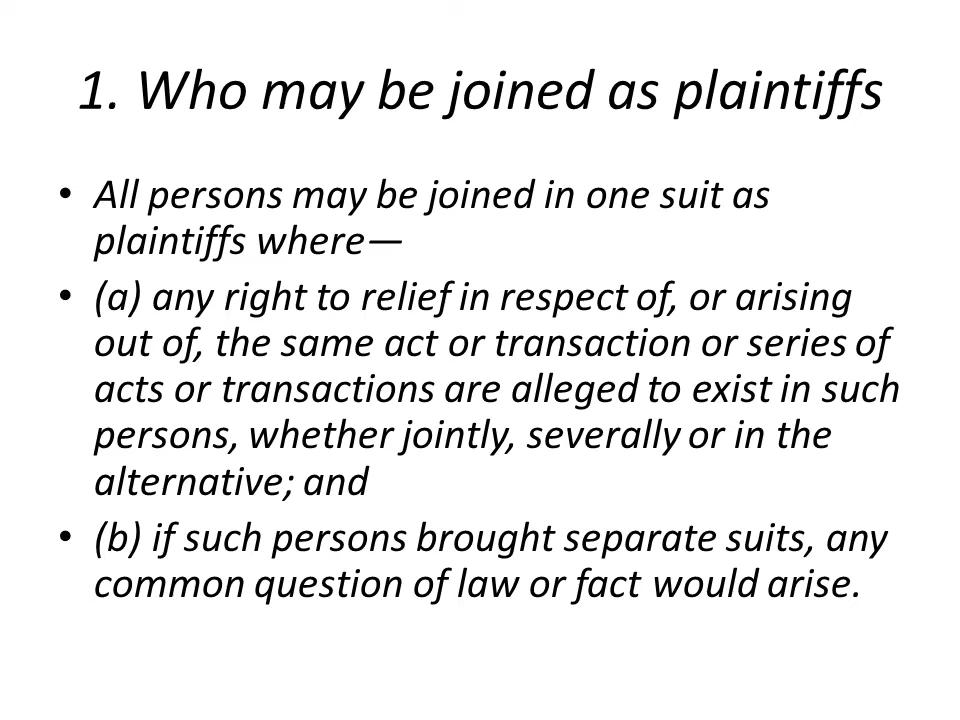 1. Who may be joined as plaintiffs
• All persons may be joined in one suit as
plaintiffs where—
• (a) any right to relief in respect of, or arising
out of, the same act or transaction or series of
acts or transactions are alleged to exist in such
persons, whether jointly, severally or in the
alternative; and
• (b) if such persons brought separate suits, any
common question of law or fact would arise.